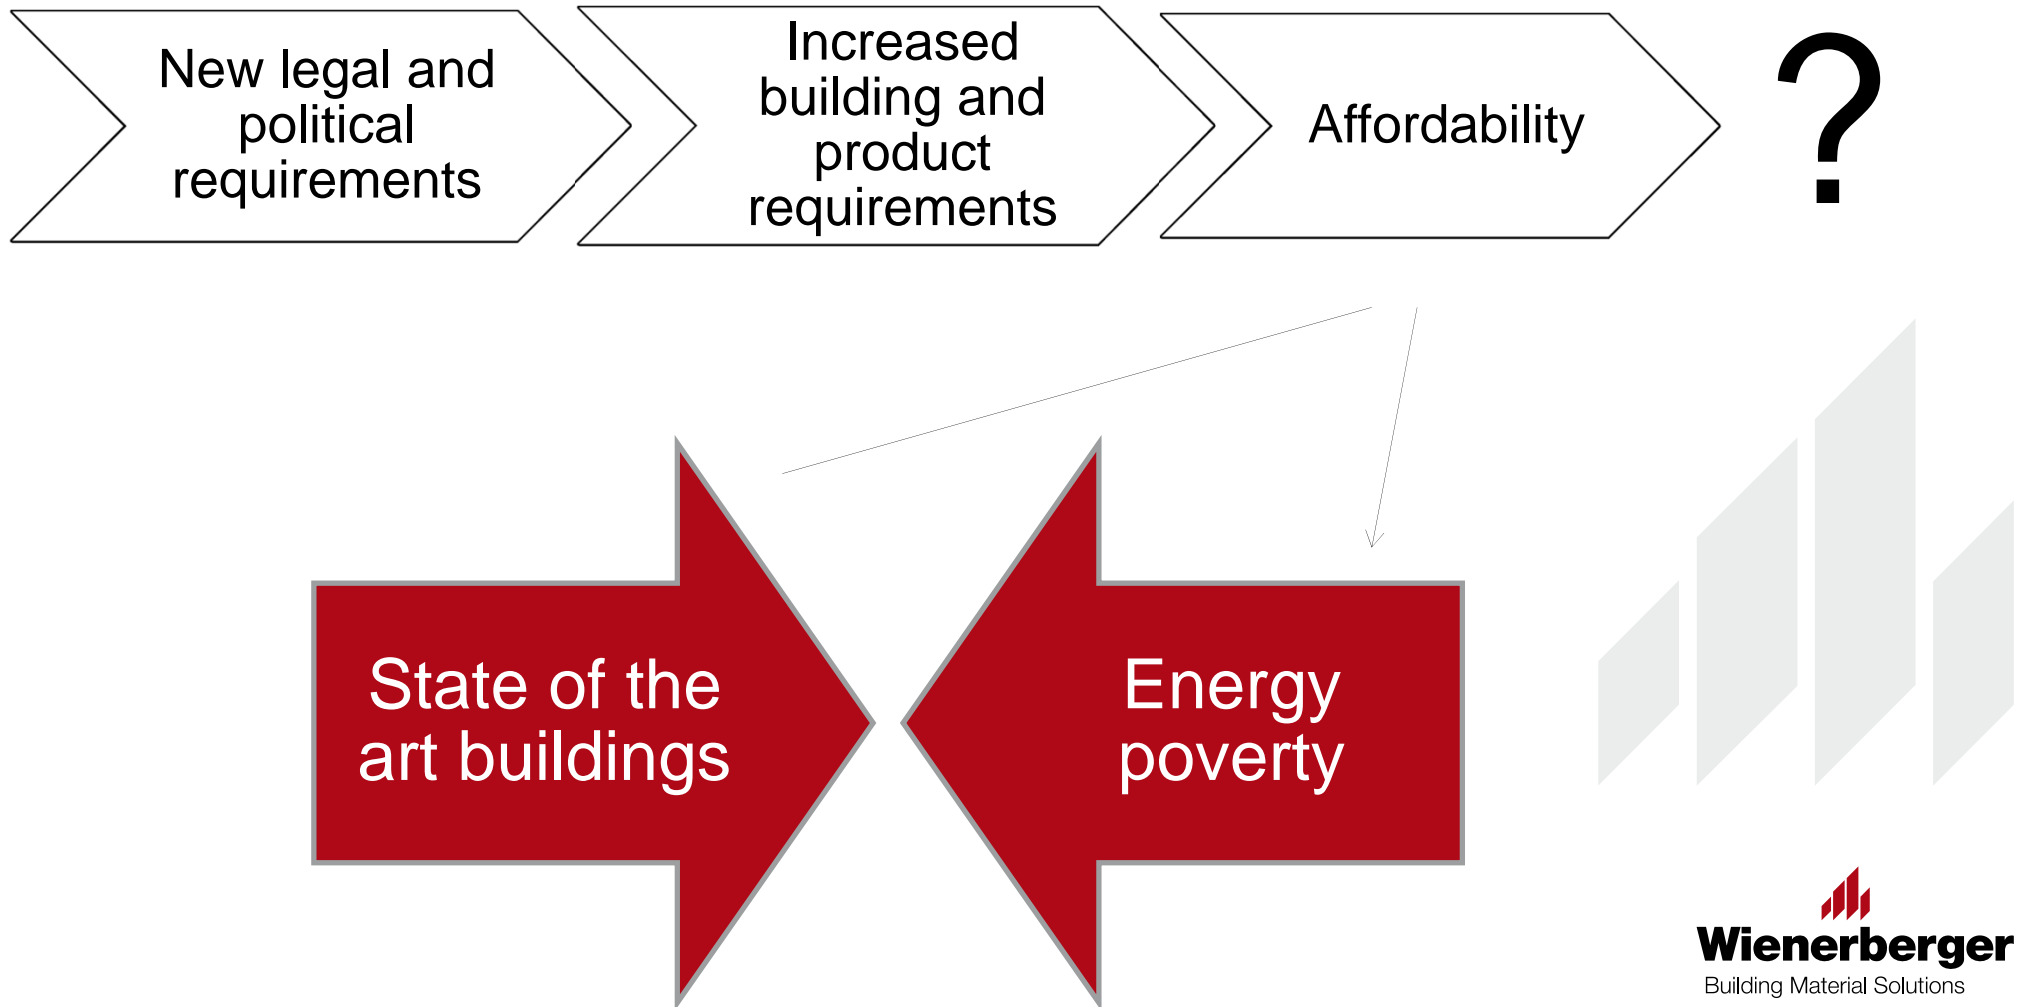 New legal and
political
requirements
Increased
building and
product
requirements
Affordability
?
State of the
art buildings
Energy
poverty
Wienerberger
Building Material Solutions